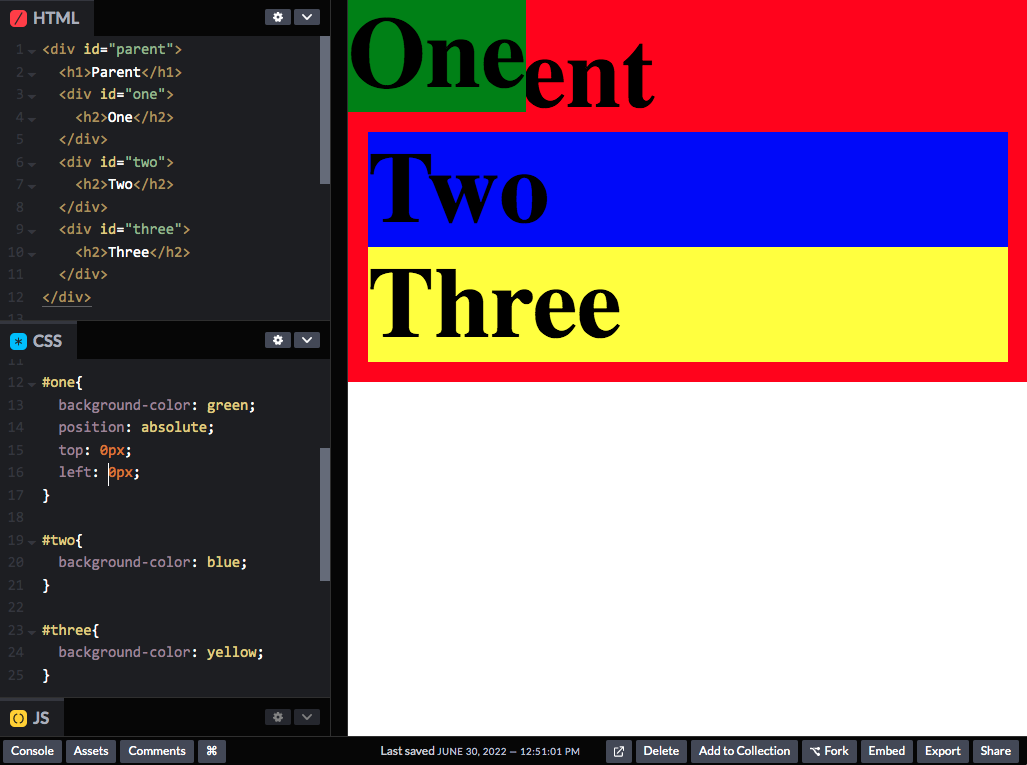 HTML
1 <div id="parent">
2 <h1>Parent</h1>
3 <div id="one">
4 <h2>One</h2>
5 </div>
6 <div id="two">
7 <h2>Two</h2>
8 </div>
9 <div id="three">
10 <h2>Three</h2>
11 </div>
12 </div>
13
CSS
11
12 #one{
13 background-color: green;
14 position: absolute;
15 top: 0px;
16 left: 0px;
17 }
18
19 #two{
20 background-color: blue;
21 }
22
23 #three{
24 background-color: yellow;
25 }
JS
One
ent
Two
Three
Console Assets Comments ⌘ Last saved JUNE 30, 2022 — 12:51:01 PM Delete Add to Collection Fork Embed Export Share